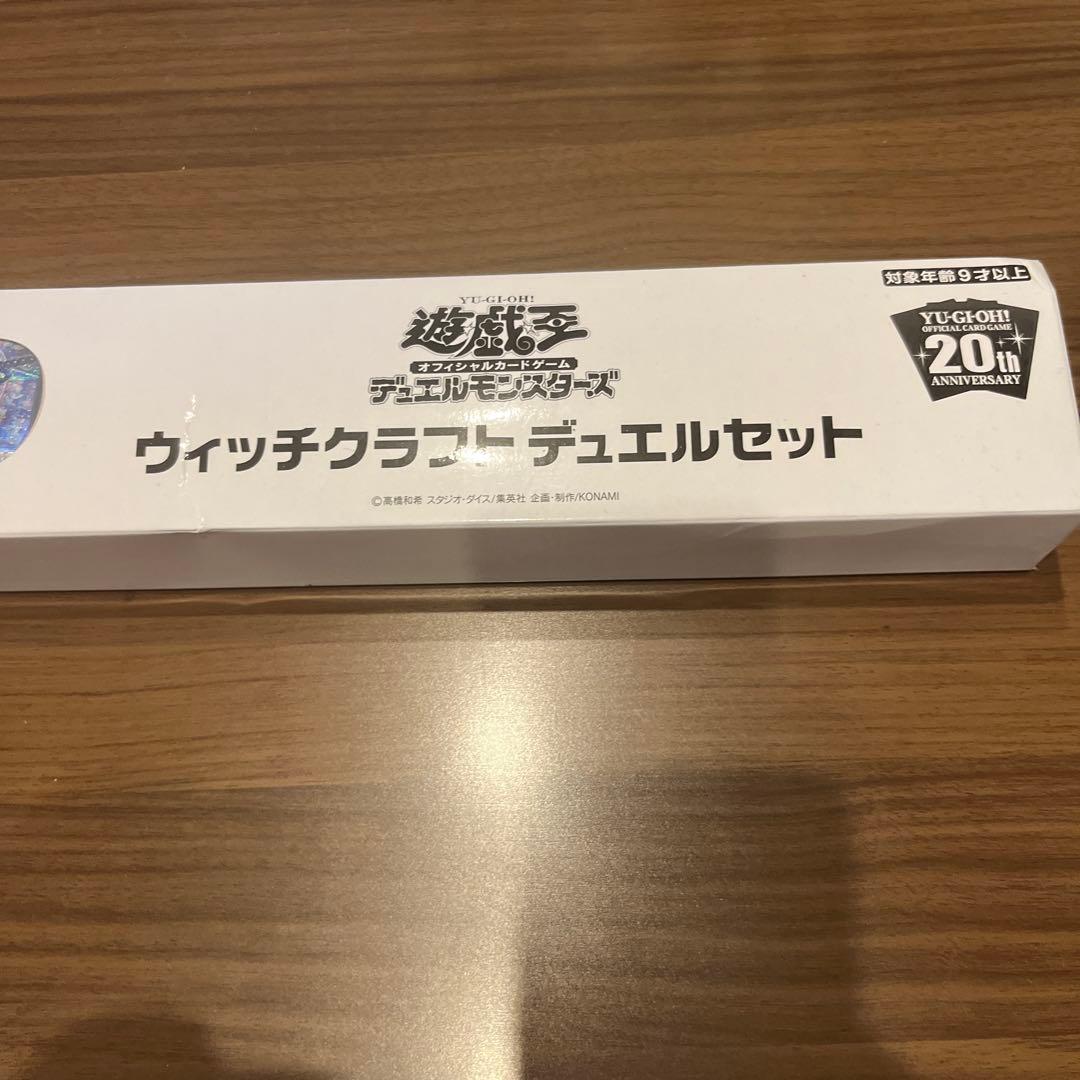 対象年齢9才以上
YU-GI-OH!
遊☆戯☆王
オフィシャルカードゲーム
デュエルモンスターズ
YU-GI-OH!
OFFICIAL CARD GAME
20th
ANNIVERSARY
ウィッチクラフト デュエルセット
©高橋和希 スタジオ・ダイス/集英社 企画・制作/KONAMI